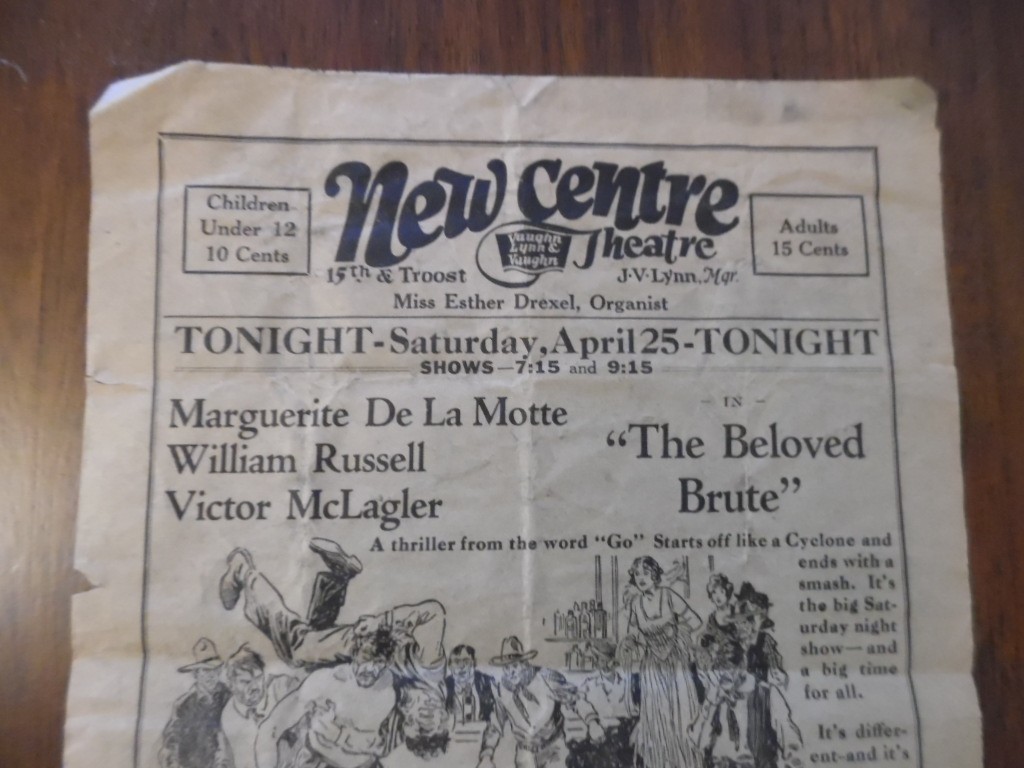 Children
Under 12
10 Cents
New Centre
Theatre
Vaughn
Lynn &
Vaughn
Adults
15 Cents
15th & Troost
J.V. Lynn, Mgr.
Miss Esther Drexel, Organist
TONIGHT-Saturday, April 25-TONIGHT
SHOWS—7:15 and 9:15
Marguerite De La Motte
William Russell
Victor McLagler
- IN -
“The Beloved
Brute”
A thriller from the word "Go" Starts off like a Cyclone and
ends with a
smash. It's
the big Sat-
urday night
show—and
a big time
for all.
It's differ-
ent—and it's